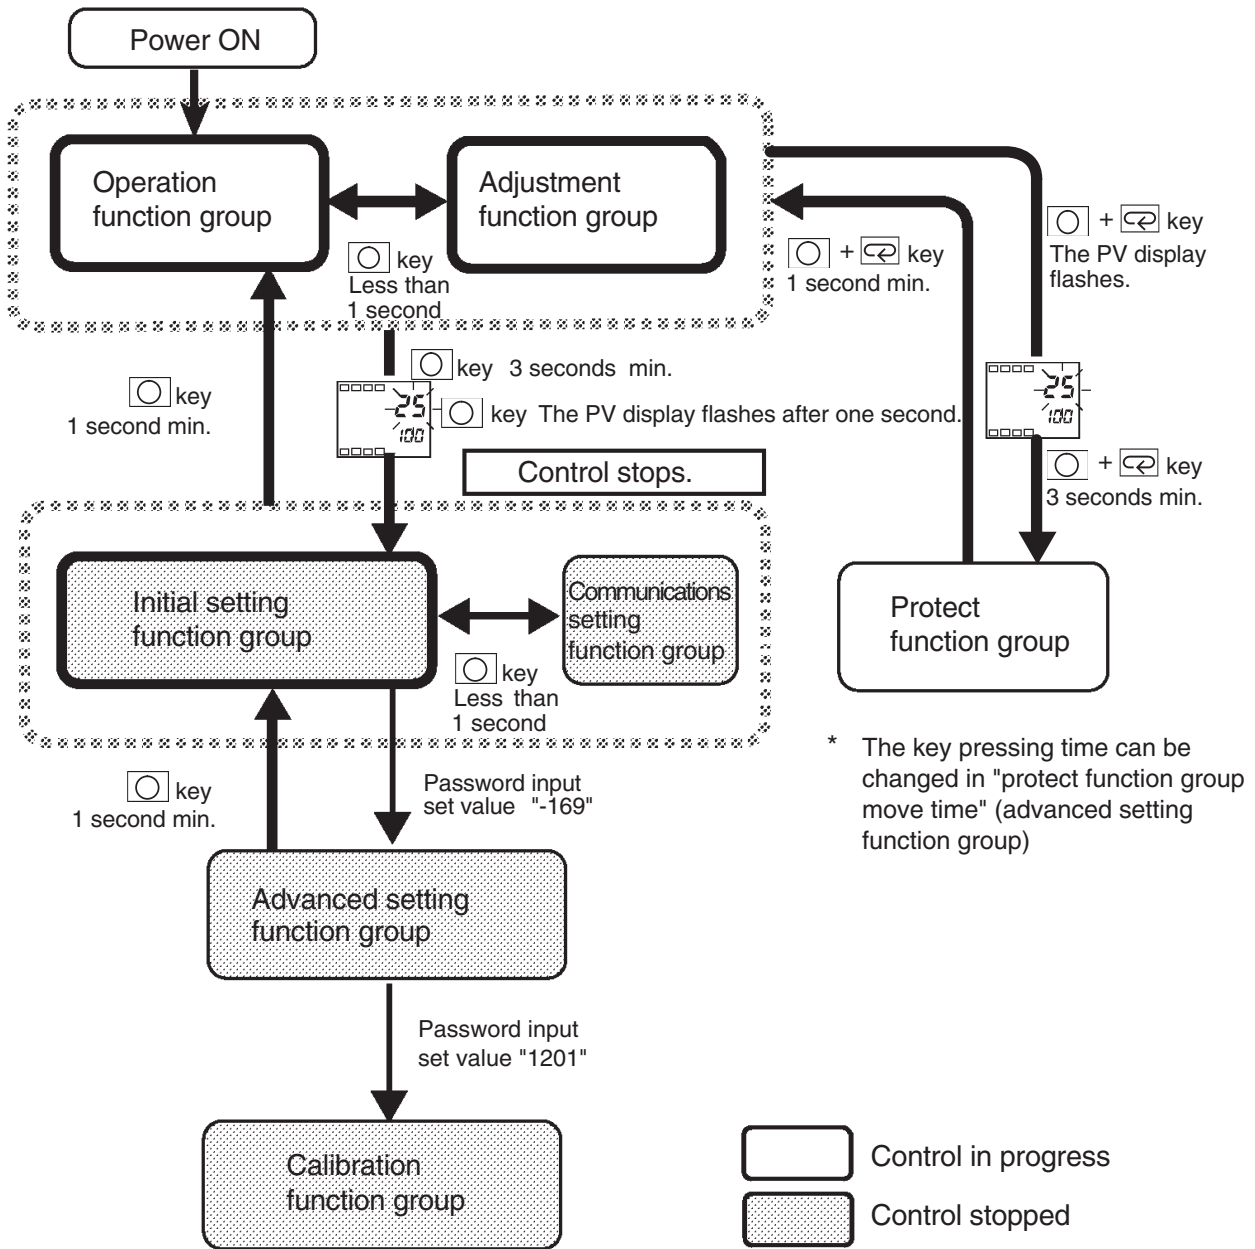 Power ON
Operation
function group
Adjustment
function group
key
Less than
1 second
+ key
1 second min.
+ key
The PV display
flashes.
key
1 second min.
key 3 seconds min.
25
100
key The PV display flashes after one second.
25
100
+ key
3 seconds min.
Control stops.
Initial setting
function group
Communications
setting
function group
key
Less than
1 second
Protect
function group
* The key pressing time can be
changed in "protect function group
move time" (advanced setting
function group)
key
1 second min.
Password input
set value "-169"
Advanced setting
function group
Password input
set value "1201"
Calibration
function group
Control in progress
Control stopped